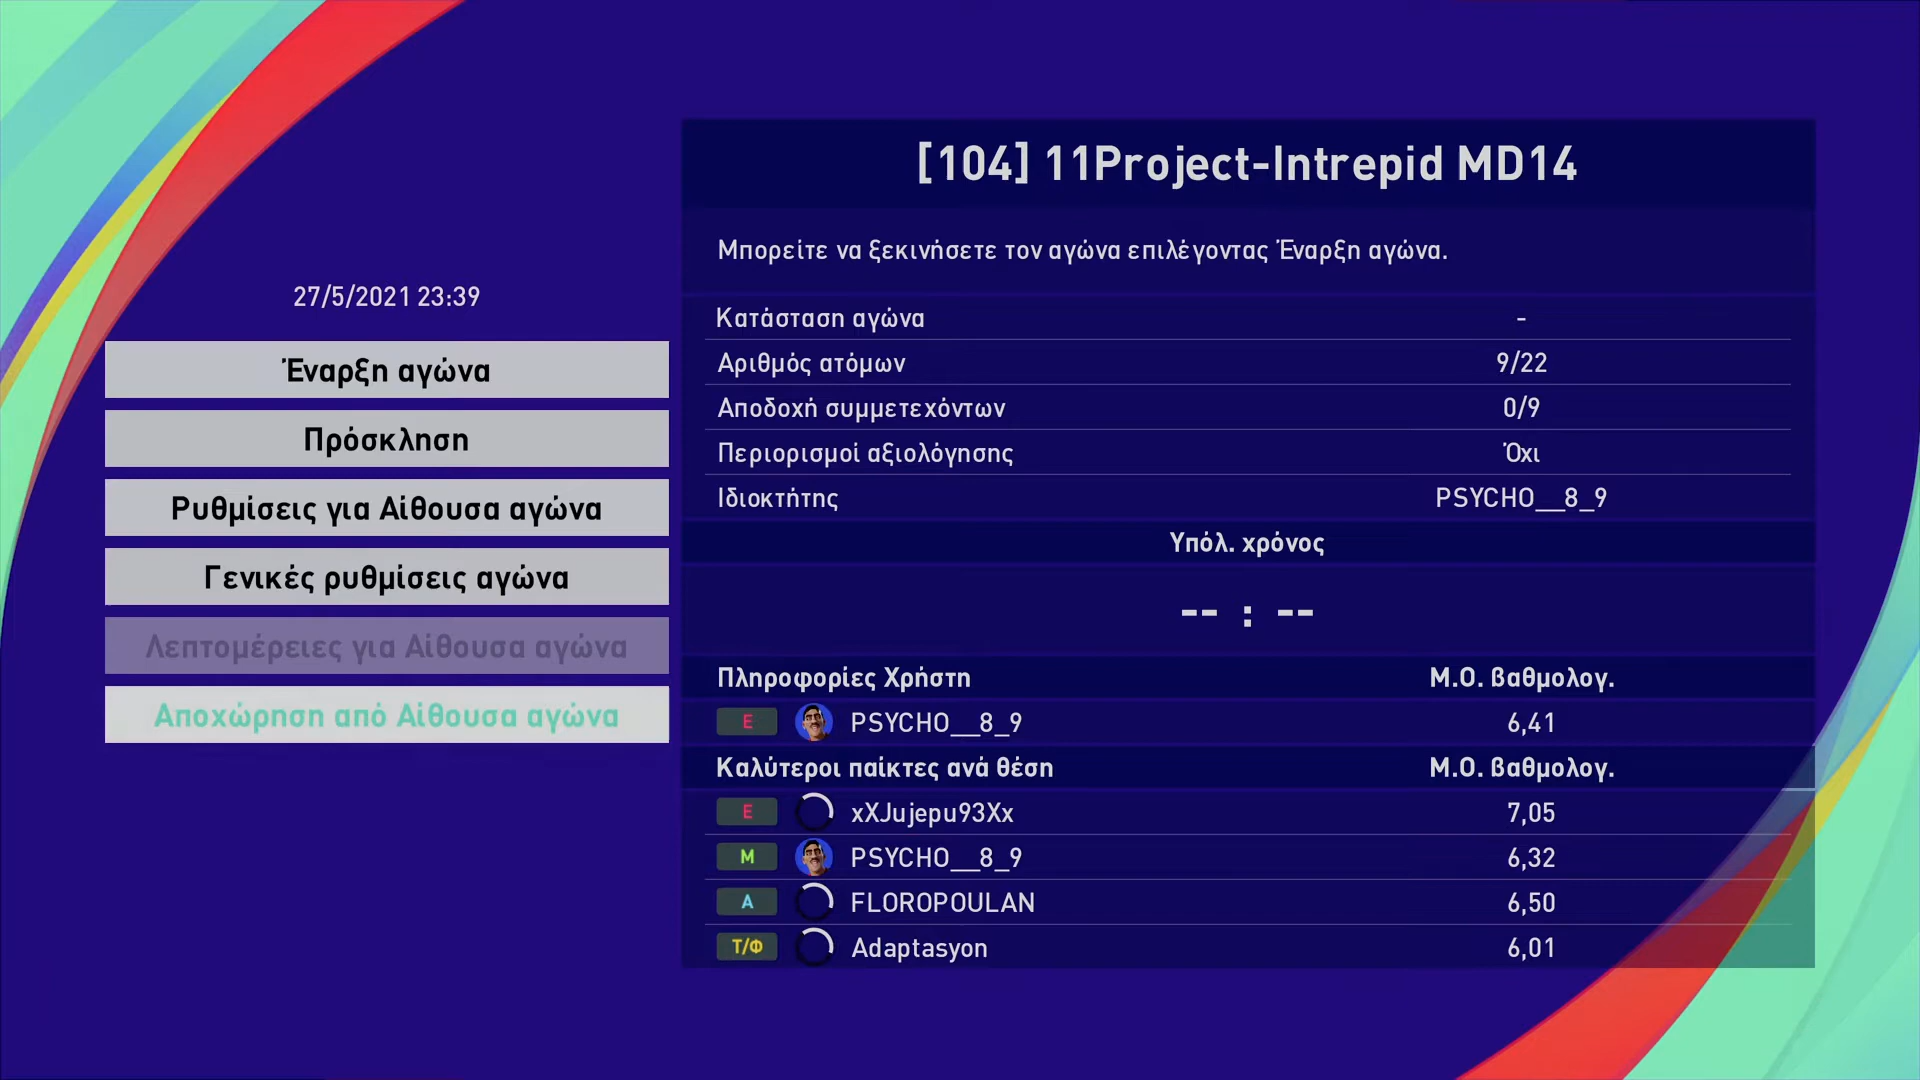 [104] 11Project-Intrepid MD14
Μπορείτε να ξεκινήσετε τον αγώνα επιλέγοντας Έναρξη αγώνα.
27/5/2021 23:39
Έναρξη αγώνα
Πρόσκληση
Ρυθμίσεις για Αίθουσα αγώνα
Γενικές ρυθμίσεις αγώνα
Λεπτομέρειες για Αίθουσα αγώνα
Αποχώρηση από Αίθουσα αγώνα
Κατάσταση αγώνα -
Αριθμός ατόμων 9/22
Αποδοχή συμμετεχόντων 0/9
Περιορισμοί αξιολόγησης Όχι
Ιδιοκτήτης PSYCHO__8_9
Υπόλ. χρόνος
-- : --
Πληροφορίες Χρήστη Μ.Ο. βαθμολογ.
Ε PSYCHO__8_9 6,41
Καλύτεροι παίκτες ανά θέση Μ.Ο. βαθμολογ.
Ε xXJujepu93Xx 7,05
Μ PSYCHO__8_9 6,32
Α FLOROPOULAN 6,50
Τ/Φ Adaptasyon 6,01